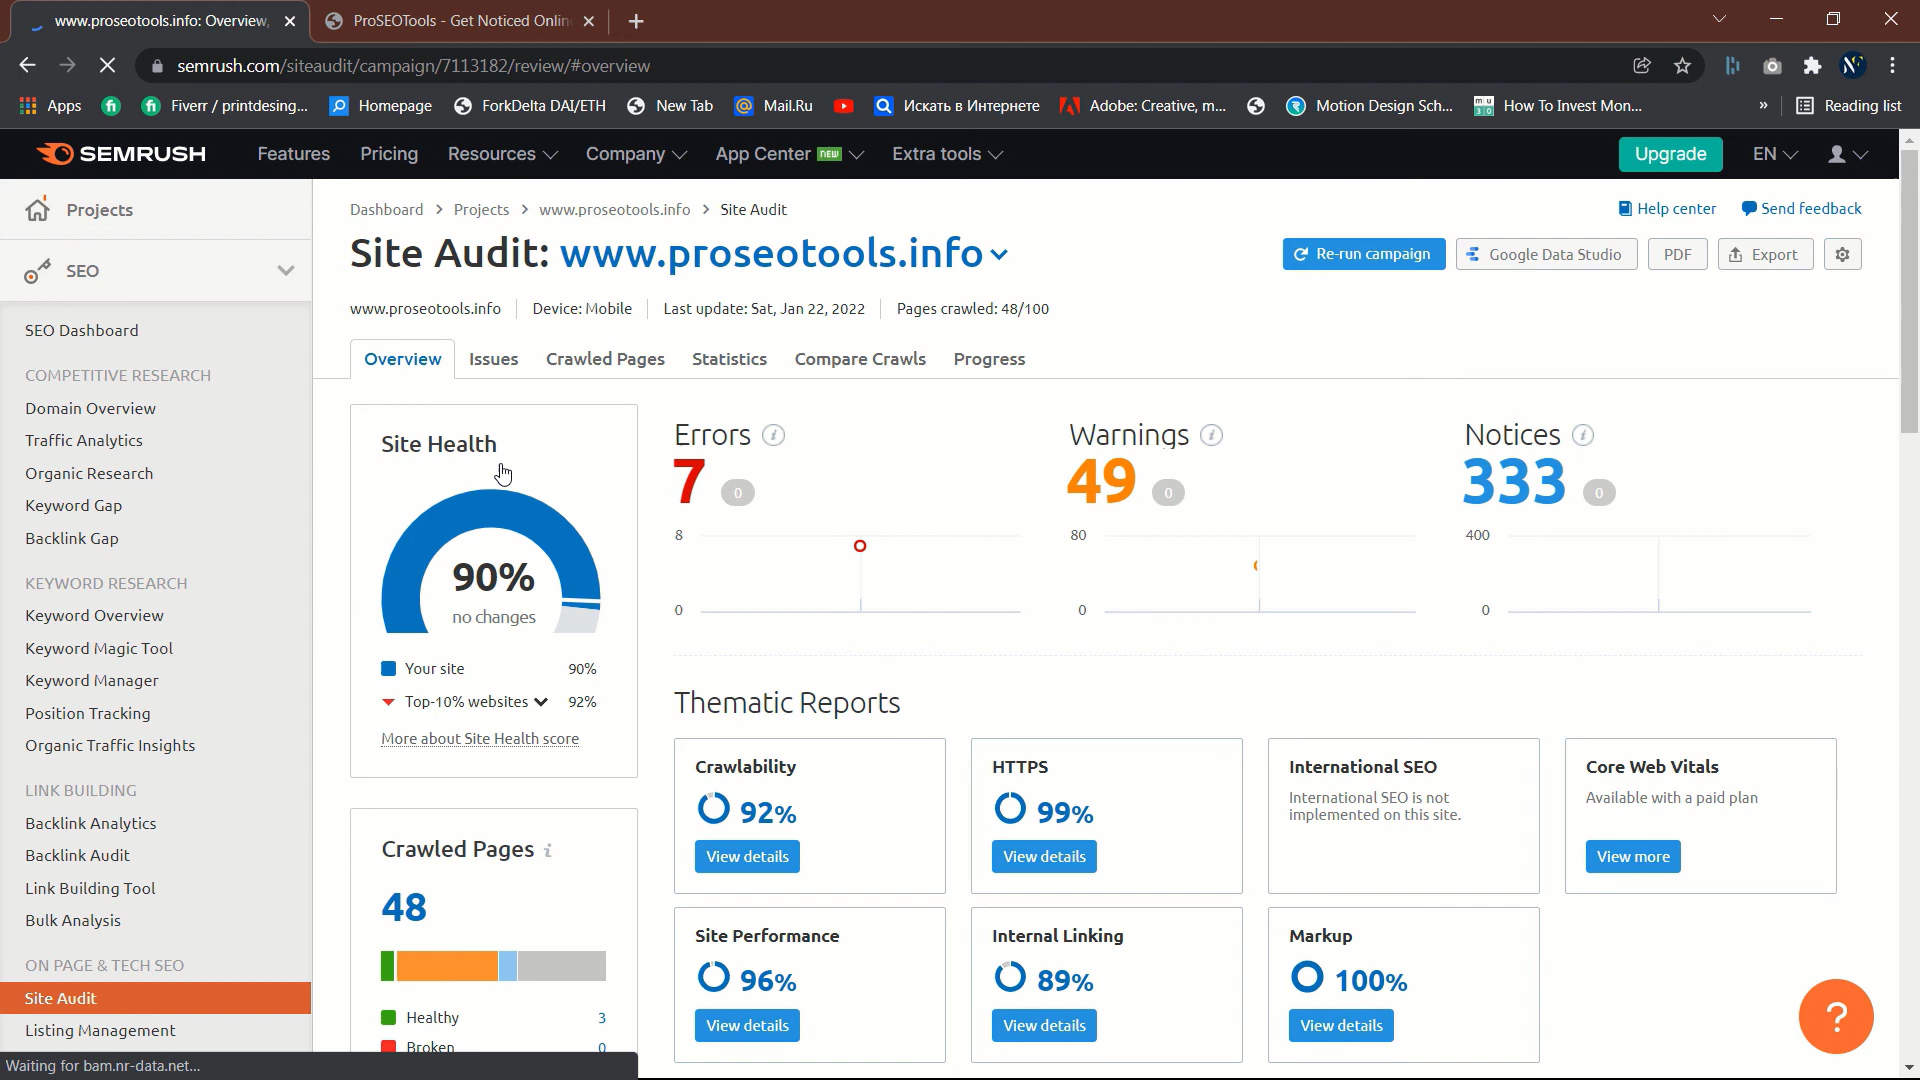 www.proseotools.info: Overview,
ProSEOTools - Get Noticed Onlin
semrush.com/siteaudit/campaign/7113182/review/#overview
Apps
Fiverr / printdesing...
Homepage
ForkDelta DAI/ETH
New Tab
Mail.Ru
Искать в Интернете
Adobe: Creative, m...
Motion Design Sch...
How To Invest Mon...
»
Reading list
SEMRUSH
Features
Pricing
Resources
Company
App Center NEW
Extra tools
Upgrade
EN
Projects
SEO
SEO Dashboard
COMPETITIVE RESEARCH
Domain Overview
Traffic Analytics
Organic Research
Keyword Gap
Backlink Gap
KEYWORD RESEARCH
Keyword Overview
Keyword Magic Tool
Keyword Manager
Position Tracking
Organic Traffic Insights
LINK BUILDING
Backlink Analytics
Backlink Audit
Link Building Tool
Bulk Analysis
ON PAGE & TECH SEO
Site Audit
Listing Management
Waiting for bam.nr-data.net...
Dashboard > Projects > www.proseotools.info > Site Audit
Help center
Send feedback
Site Audit: www.proseotools.info
Re-run campaign
Google Data Studio
PDF
Export
www.proseotools.info
Device: Mobile
Last update: Sat, Jan 22, 2022
Pages crawled: 48/100
Overview
Issues
Crawled Pages
Statistics
Compare Crawls
Progress
Site Health
90%
no changes
Your site 90%
Top-10% websites 92%
More about Site Health score
Crawled Pages i
48
Healthy 3
Broken 0
Errors i
7 0
8
0
Warnings i
49 0
80
0
Notices i
333 0
400
0
Thematic Reports
Crawlability
92%
View details
HTTPS
99%
View details
International SEO
International SEO is not
implemented on this site.
Core Web Vitals
Available with a paid plan
View more
Site Performance
96%
View details
Internal Linking
89%
View details
Markup
100%
View details
?